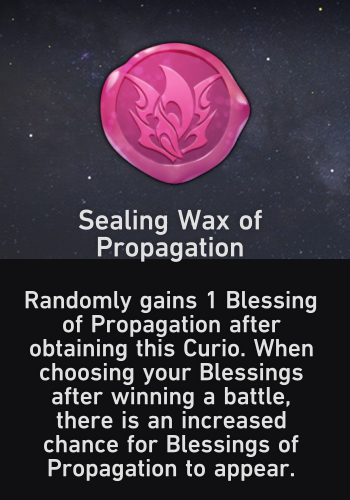 Sealing Wax of
Propagation
Randomly gains 1 Blessing
of Propagation after
obtaining this Curio. When
choosing your Blessings
after winning a battle,
there is an increased
chance for Blessings of
Propagation to appear.